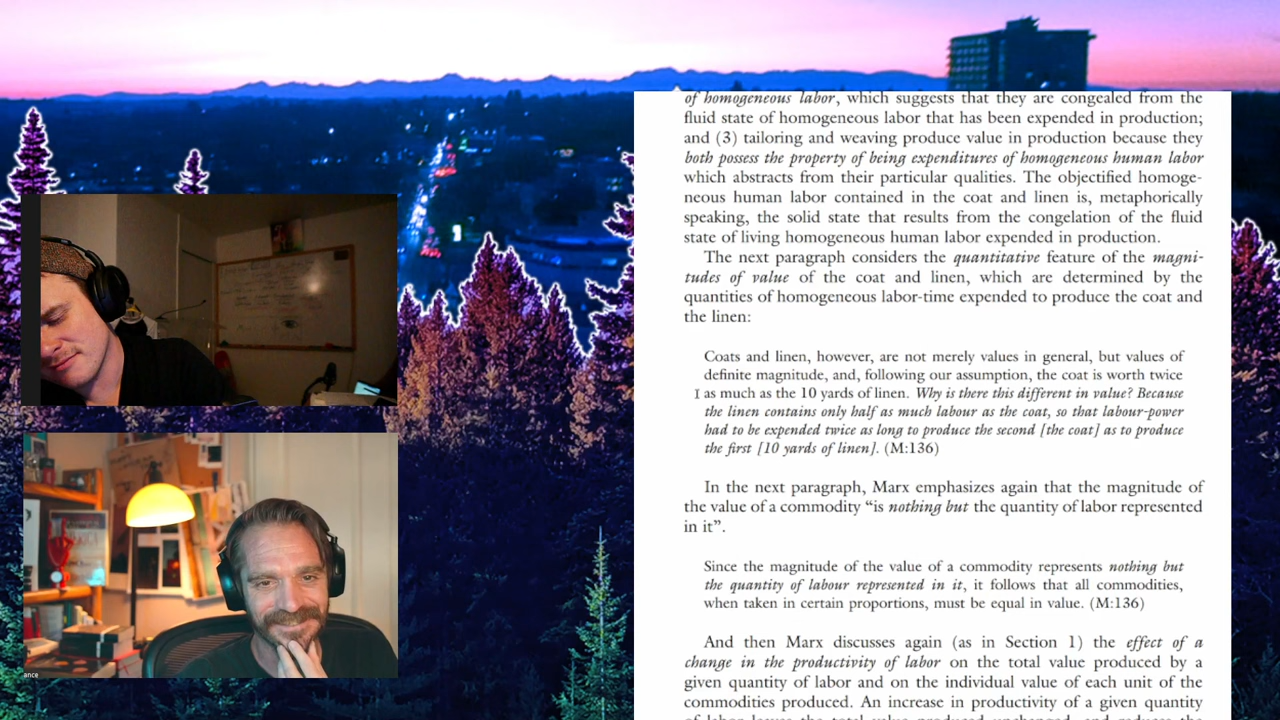 of homogeneous labor, which suggests that they are congealed from the
fluid state of homogeneous labor that has been expended in production;
and (3) tailoring and weaving produce value in production because they
both possess the property of being expenditures of homogeneous human labor
which abstracts from their particular qualities. The objectified homoge-
neous human labor contained in the coat and linen is, metaphorically
speaking, the solid state that results from the congelation of the fluid
state of living homogeneous human labor expended in production.
The next paragraph considers the quantitative feature of the magni-
tudes of value of the coat and linen, which are determined by the
quantities of homogeneous labor-time expended to produce the coat and
the linen:
Coats and linen, however, are not merely values in general, but values of
definite magnitude, and, following our assumption, the coat is worth twice
as much as the 10 yards of linen. Why is there this different in value? Because
the linen contains only half as much labour as the coat, so that labour-power
had to be expended twice as long to produce the second [the coat] as to produce
the first [10 yards of linen]. (M:136)
In the next paragraph, Marx emphasizes again that the magnitude of
the value of a commodity “is nothing but the quantity of labor represented
in it”.
Since the magnitude of the value of a commodity represents nothing but
the quantity of labour represented in it, it follows that all commodities,
when taken in certain proportions, must be equal in value. (M:136)
And then Marx discusses again (as in Section 1) the effect of a
change in the productivity of labor on the total value produced by a
given quantity of labor and on the individual value of each unit of the
commodities produced. An increase in productivity of a given quantity
of labor leaves the total value produced unchanged, and reduces the
ance